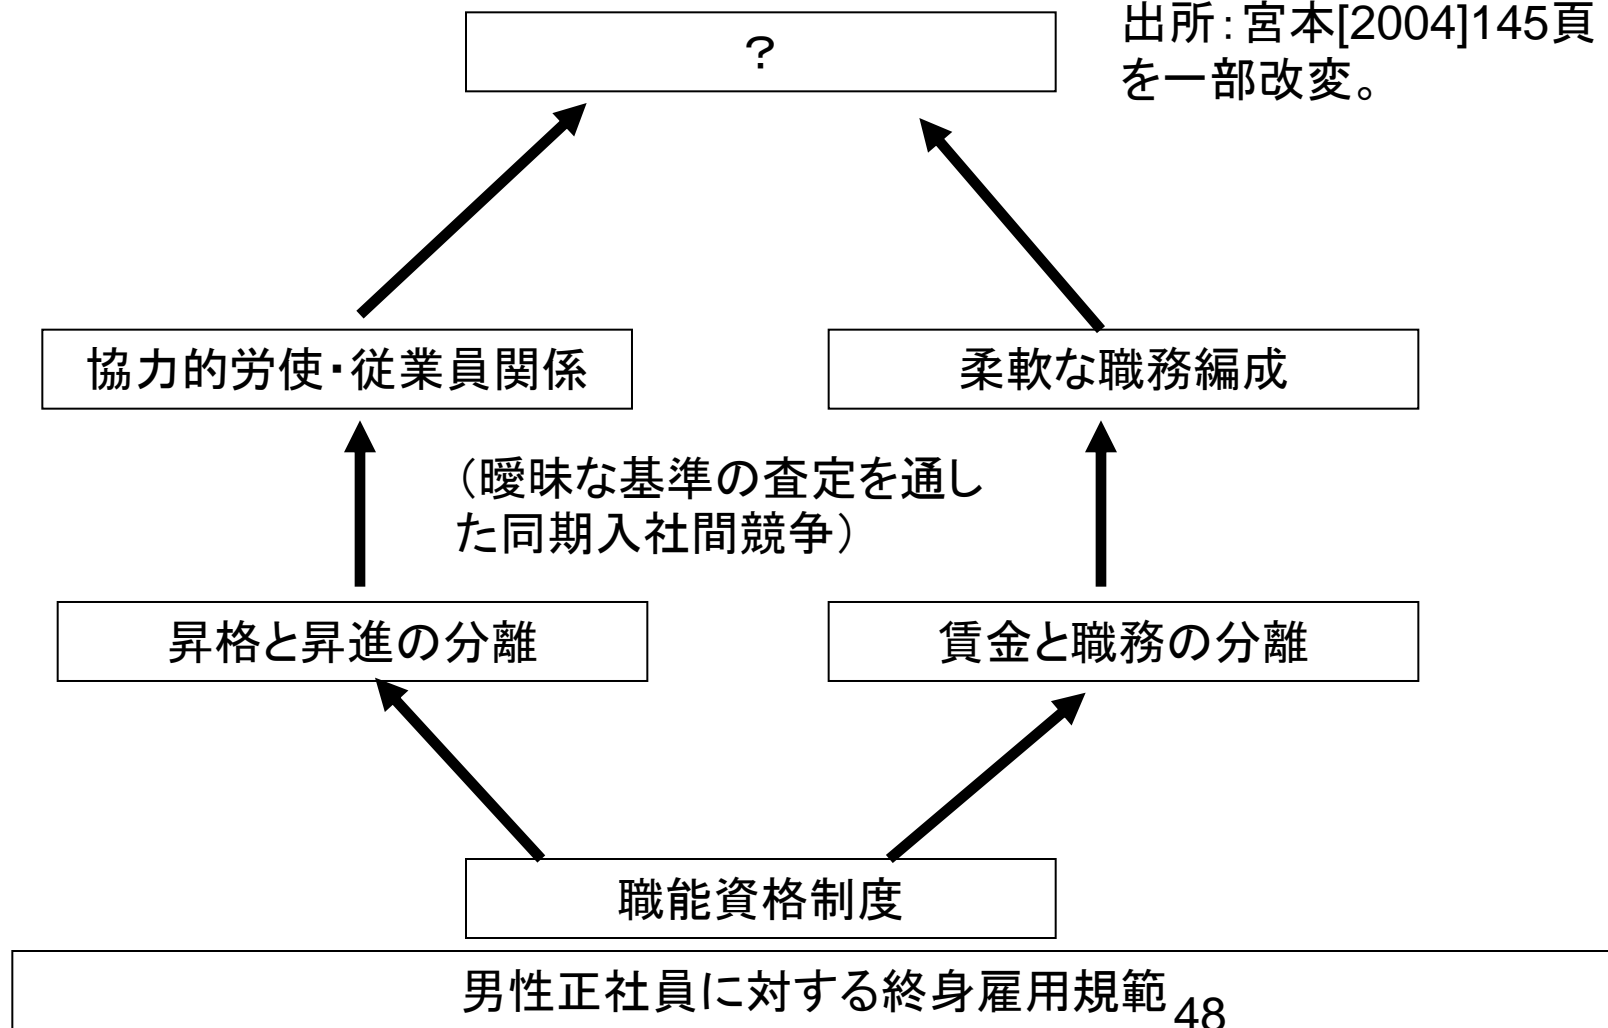 出所：宮本[2004]145頁
を一部改変。
？
協力的労使・従業員関係
柔軟な職務編成
（曖昧な基準の査定を通し
た同期入社間競争）
昇格と昇進の分離
賃金と職務の分離
職能資格制度
男性正社員に対する終身雇用規範
48